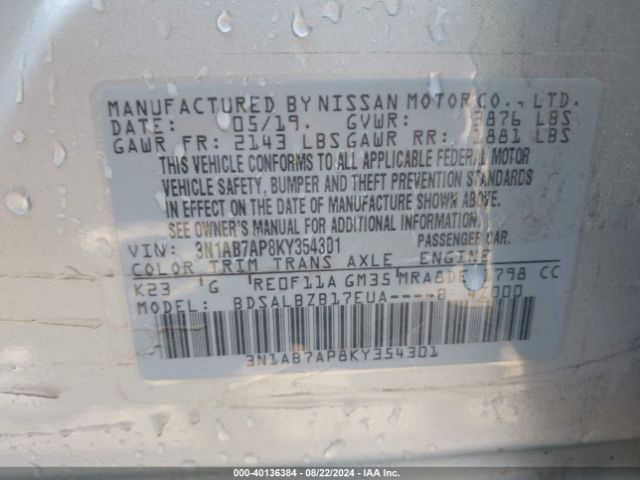 MANUFACTURED BY NISSAN MOTOR CO., LTD.
DATE: 05/19. GVWR: 3876 LBS
GAWR FR: 2143 LBS GAWR RR: 1881 LBS
THIS VEHICLE CONFORMS TO ALL APPLICABLE FEDERAL MOTOR
VEHICLE SAFETY, BUMPER AND THEFT PREVENTION STANDARDS
IN EFFECT ON THE DATE OF MANUFACTURE SHOWN ABOVE.
SEE OWNER'S MANUAL FOR ADDITIONAL INFORMATION.
VIN: 3N1AB7AP8KY354301 PASSENGER CAR
COLOR TRIM TRANS AXLE ENGINE
K23 G RE0F11A GM35 MRA8DE 1798 CC
MODEL: BDSALBZB17EUA----B
3N1AB7AP8KY354301
000-40136384 - 08/22/2024 - IAA Inc.